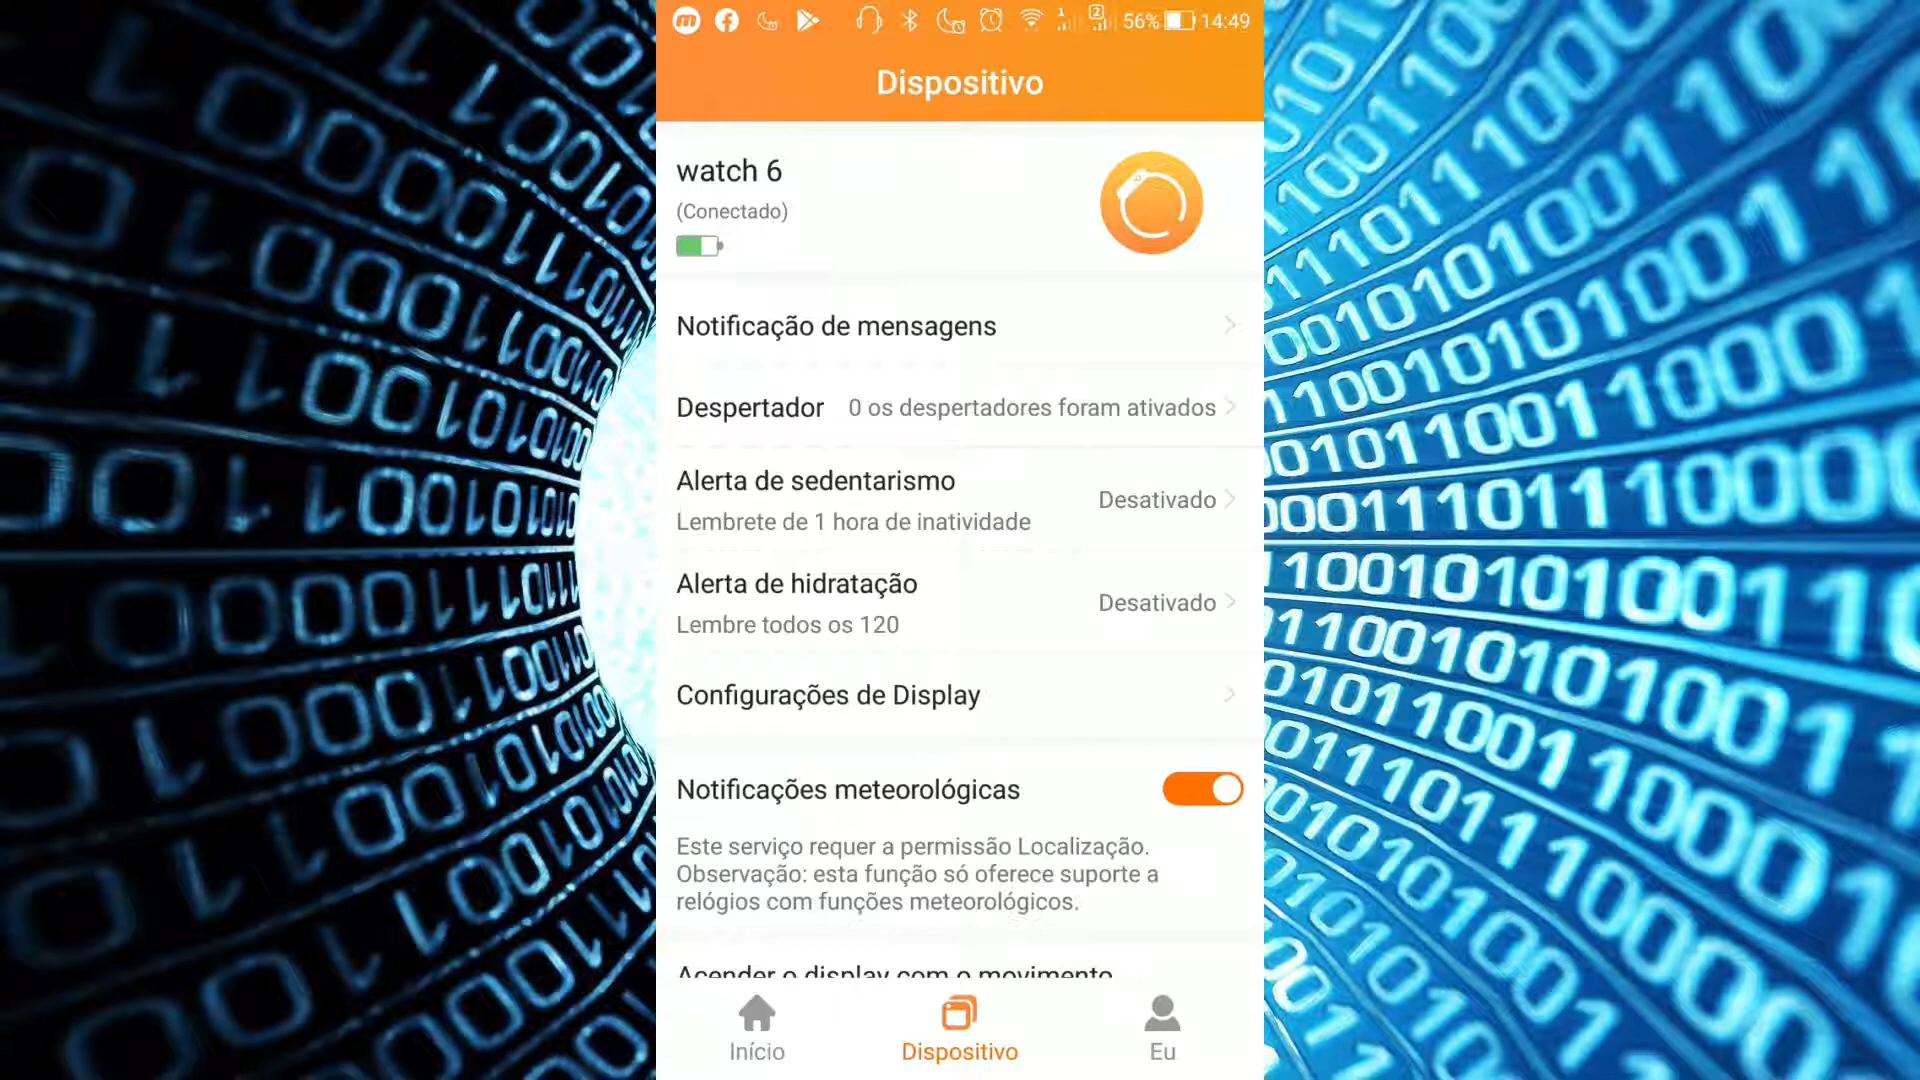 56% 14:49
Dispositivo
watch 6
(Conectado)
Notificação de mensagens
Despertador 0 os despertadores foram ativados
Alerta de sedentarismo
Lembrete de 1 hora de inatividade
Desativado
Alerta de hidratação
Lembre todos os 120
Desativado
Configurações de Display
Notificações meteorológicas
Este serviço requer a permissão Localização.
Observação: esta função só oferece suporte a
relógios com funções meteorológicos.
Acender o display com o movimento
Início Dispositivo Eu